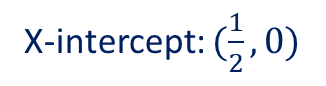 X-intercept: (1/2, 0)